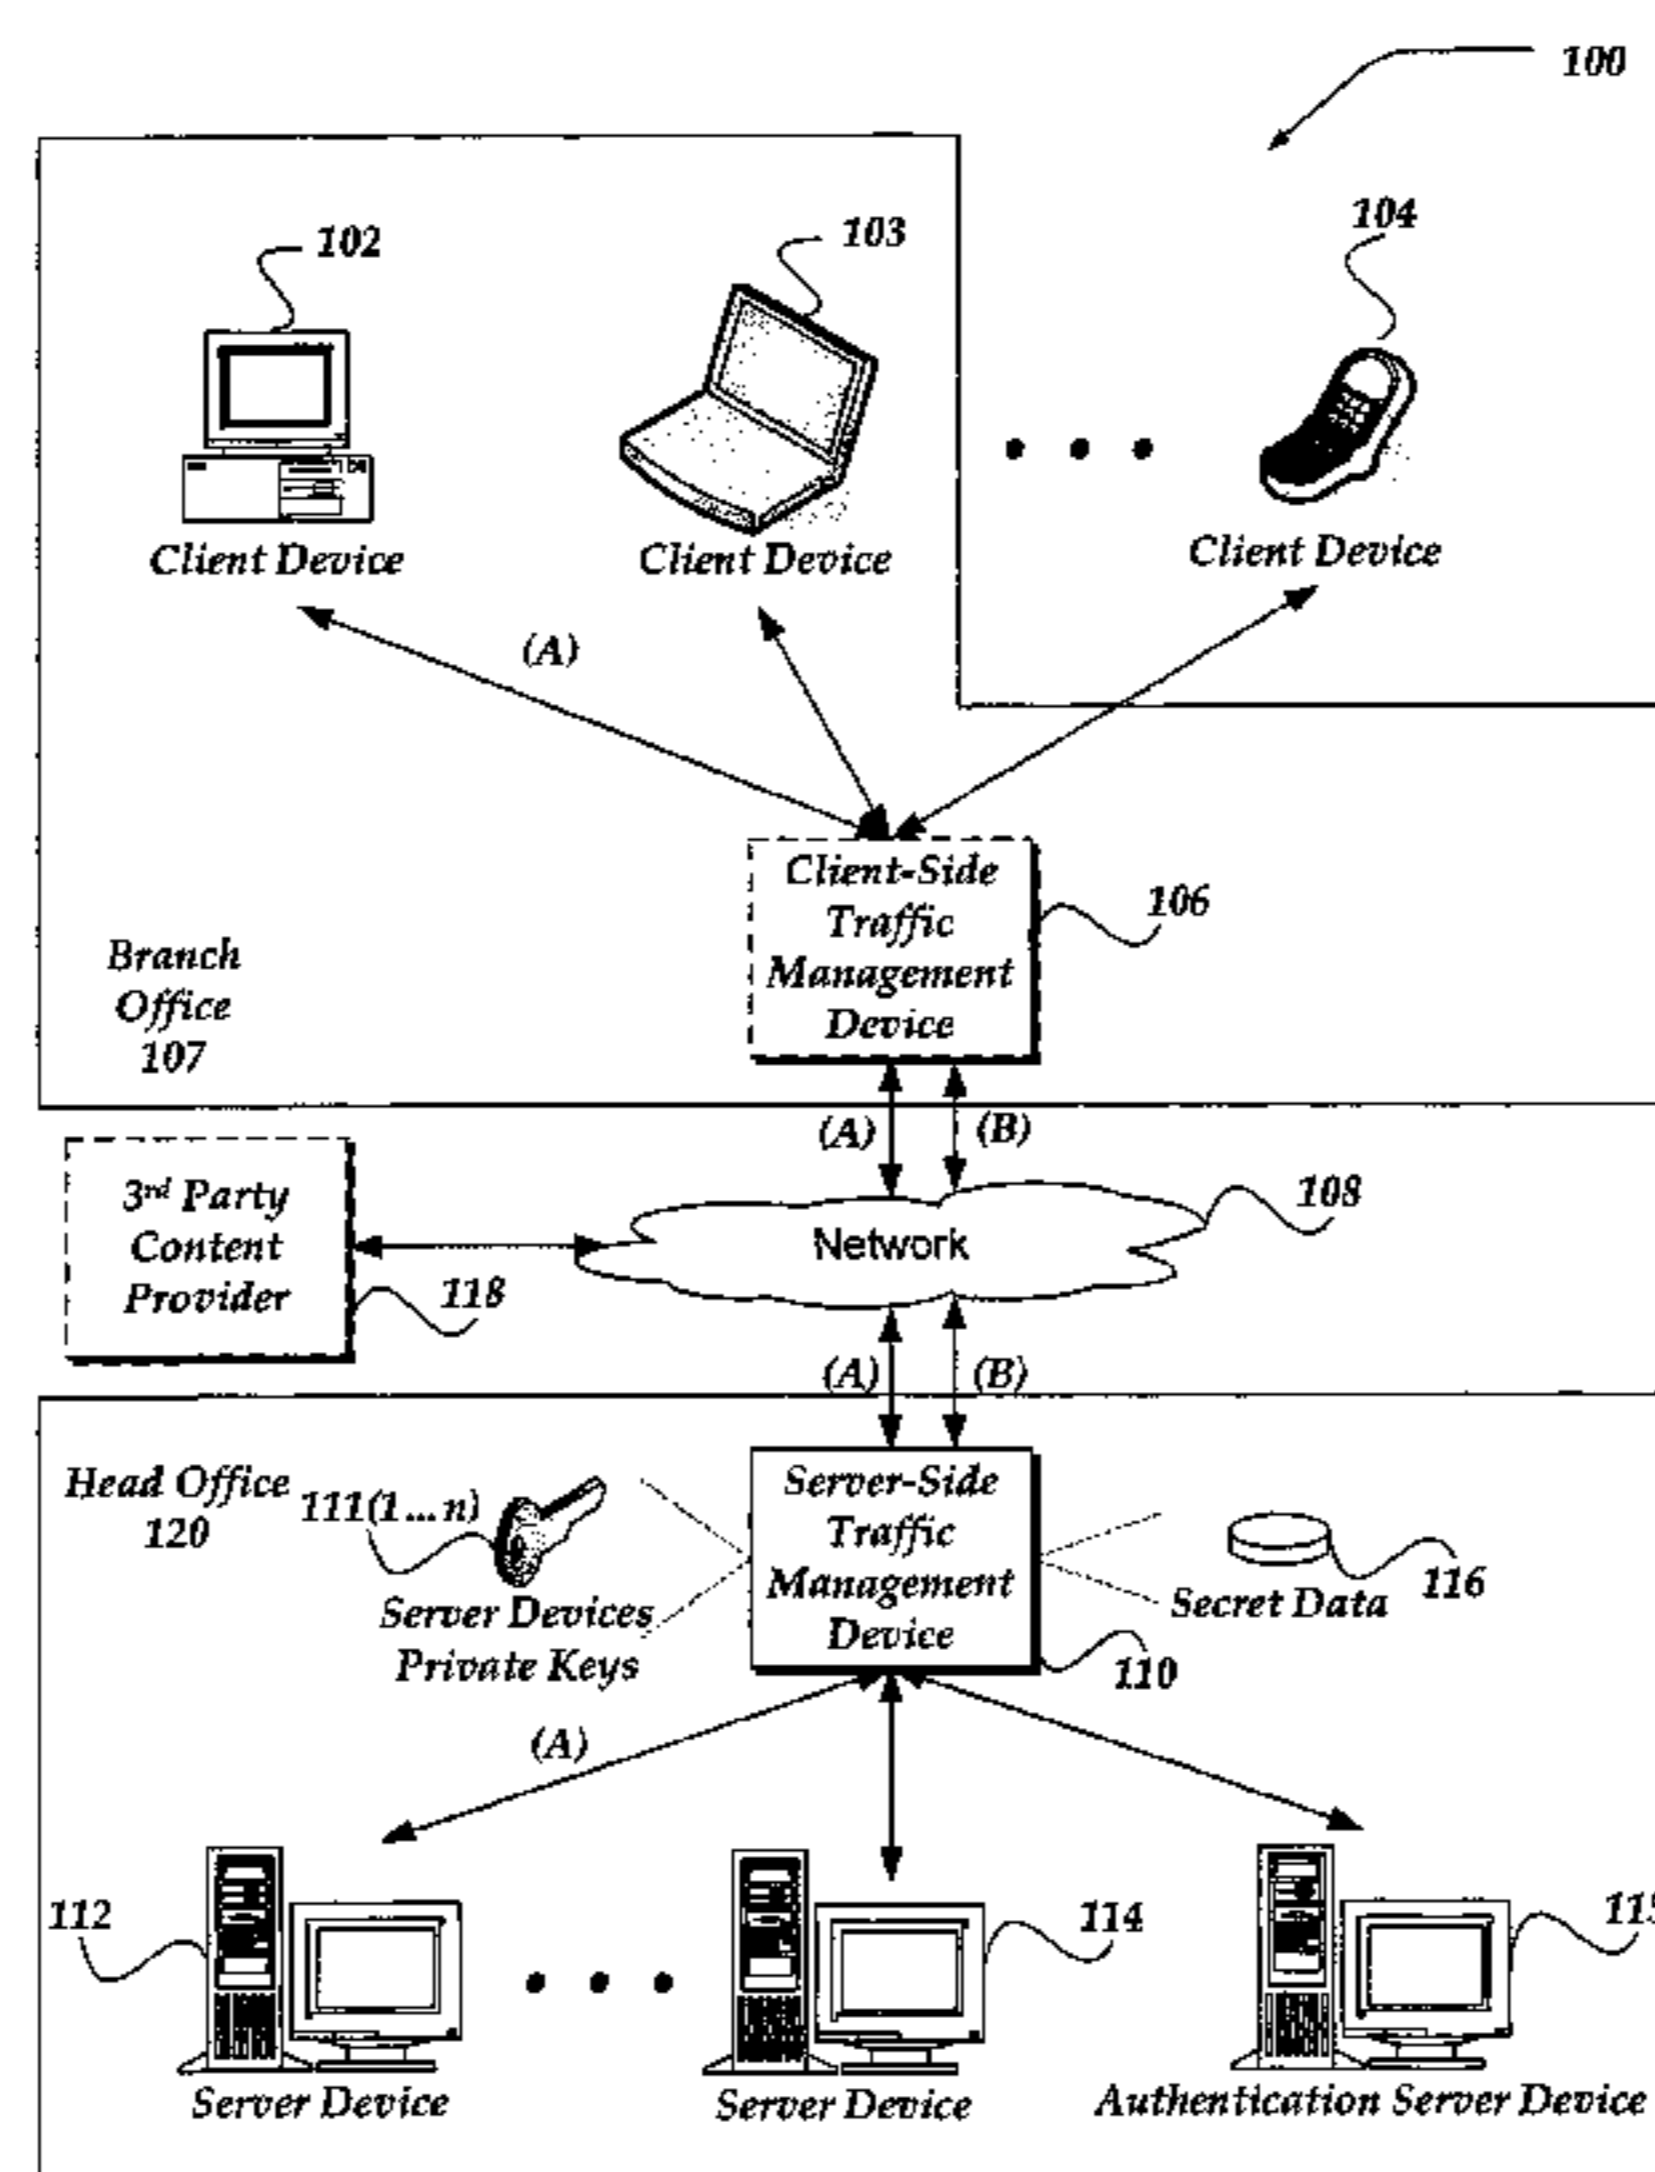 100
102
103
104
Client Device
Client Device
Client Device
(A)
Client-Side
Traffic
Management
Device
106
Branch
Office
107
(A)
(B)
3rd Party
Content
Provider
118
Network
108
(A)
(B)
Head Office
120
111(1...n)
Server Devices
Private Keys
Server-Side
Traffic
Management
Device
110
Secret Data
116
(A)
112
114
Server Device
Server Device
Authentication Server Device